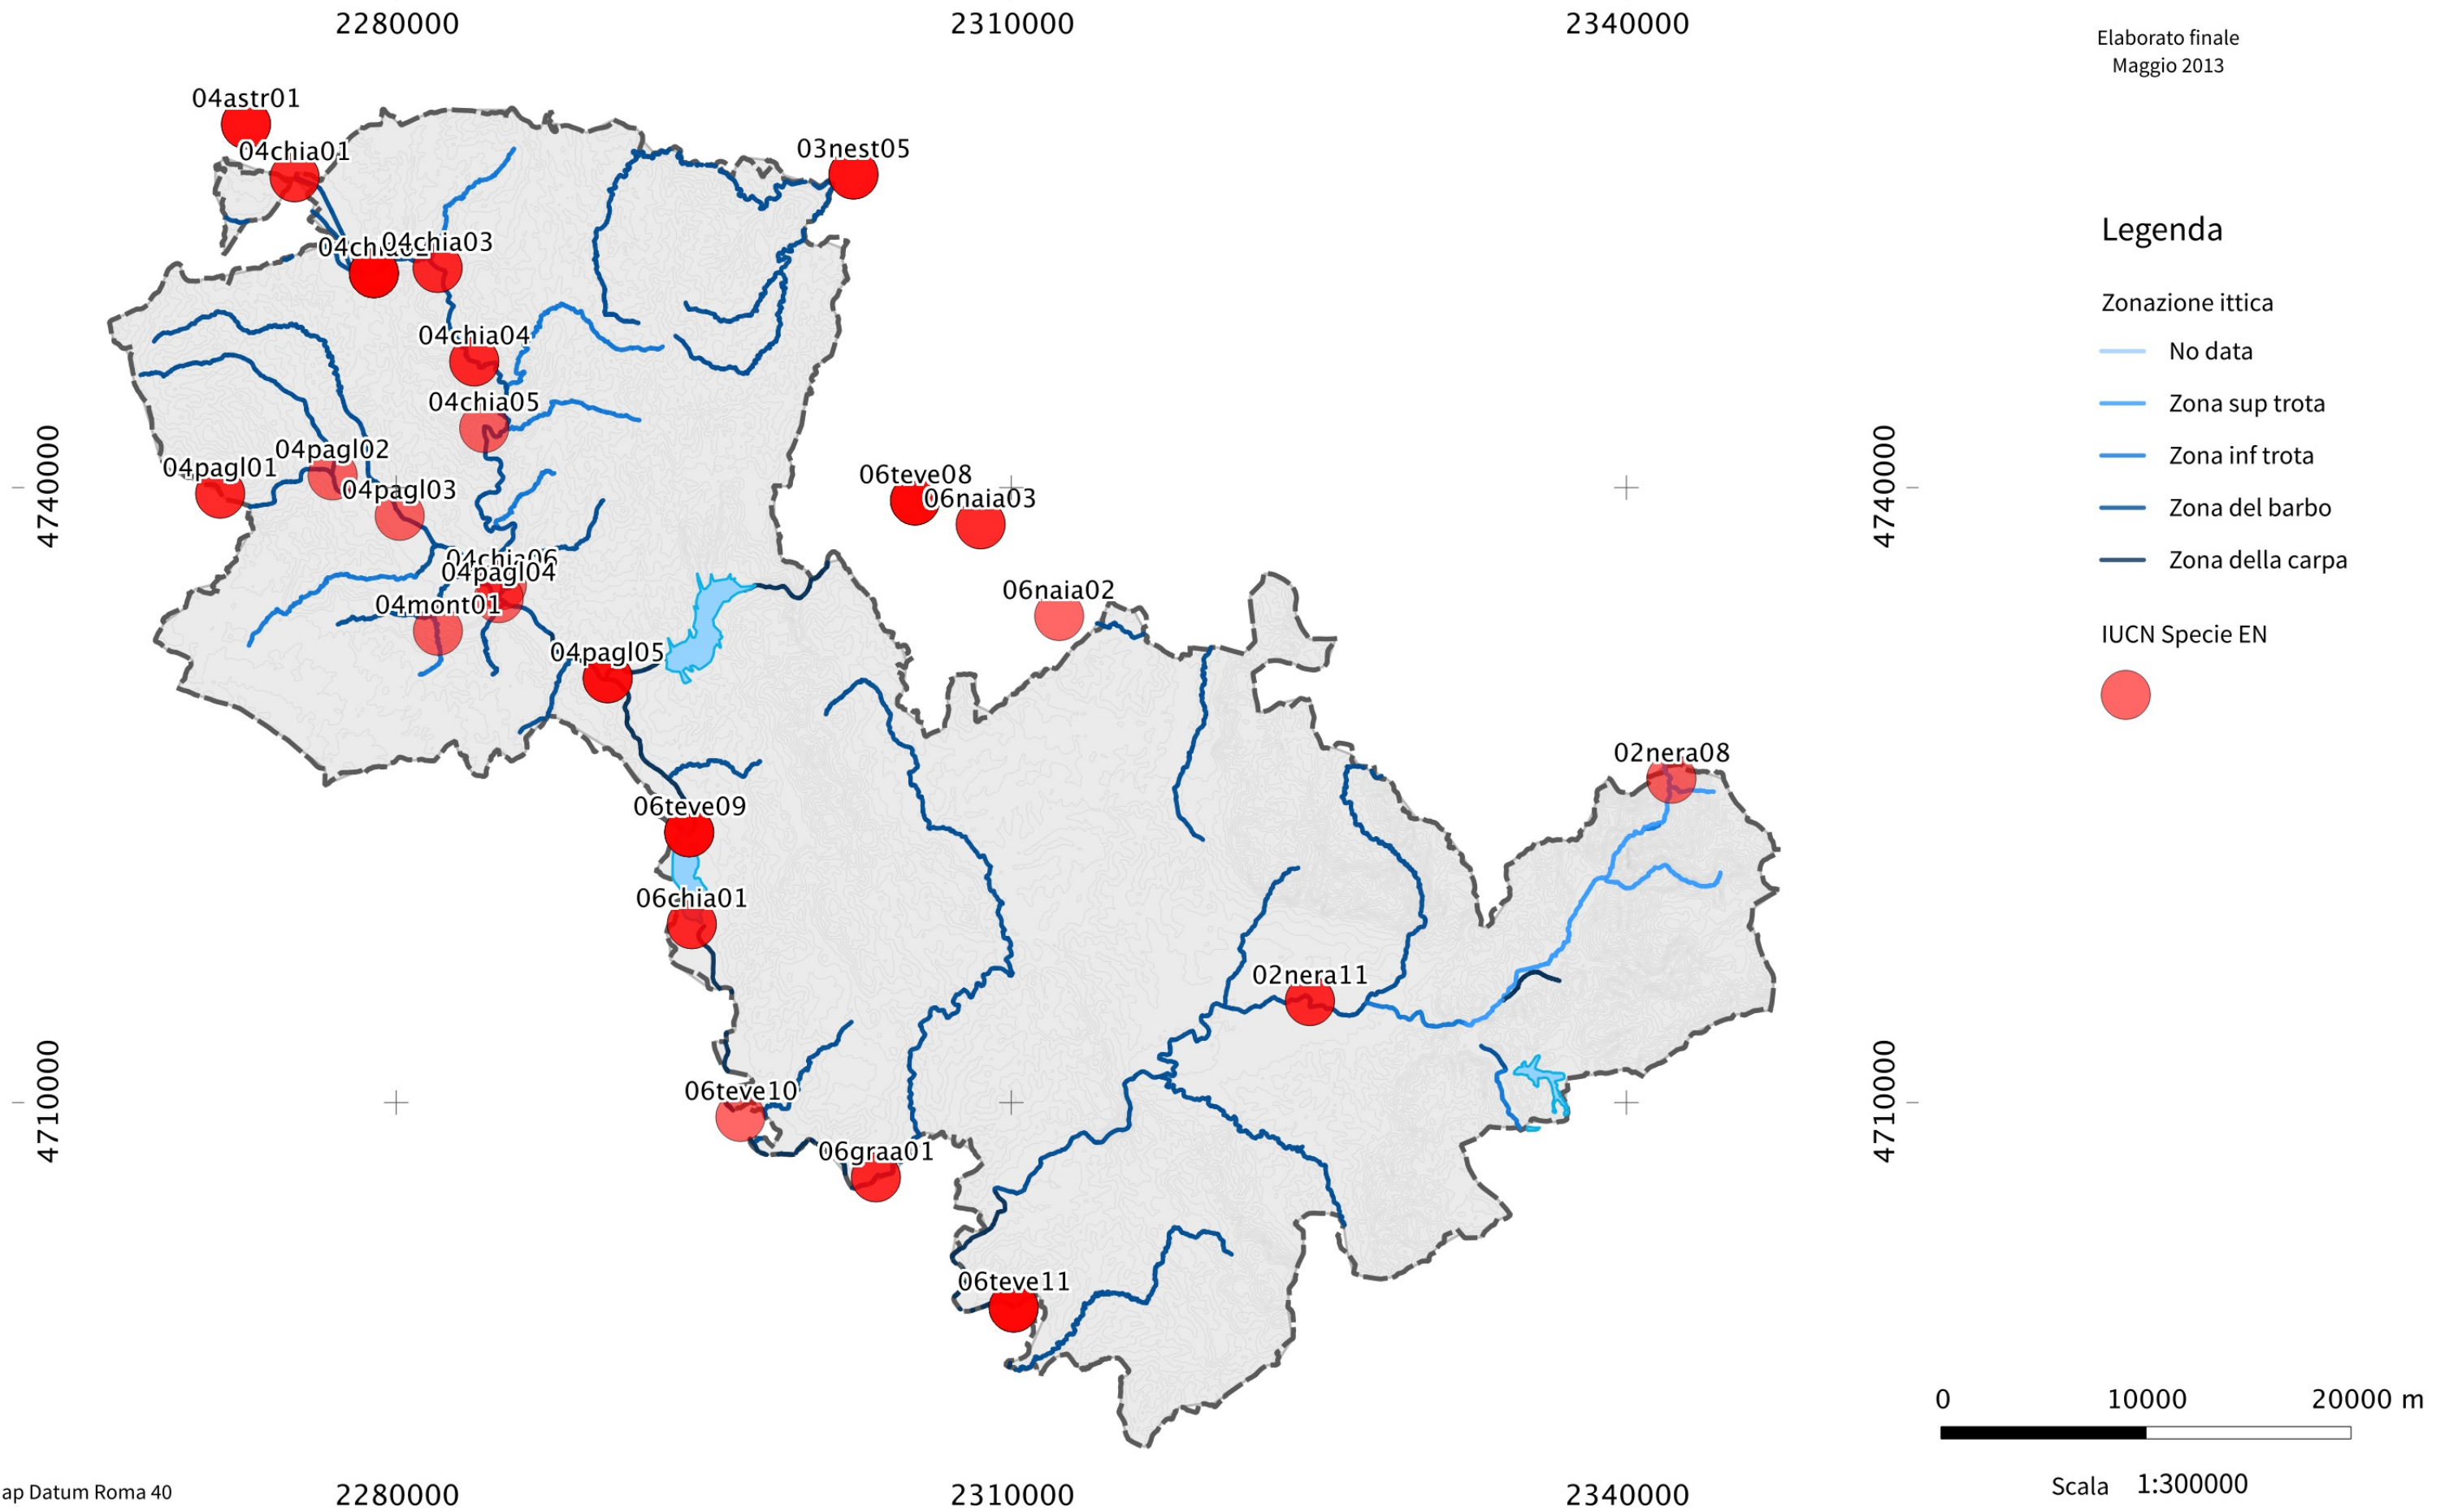 2280000
2310000
2340000
Elaborato finale
Maggio 2013
04astr01
04chia01
03nest05
04chia03
04chia04
04chia05
04pagl02
04pagl01
04pagl03
06teve08
06naia03
4740000
4740000
04chia06
04pagl04
04mont01
06naia02
04pagl05
02nera08
06teve09
06chia01
02nera11
06teve10
06graa01
4710000
4710000
06teve11
Legenda
Zonazione ittica
No data
Zona sup trota
Zona inf trota
Zona del barbo
Zona della carpa
IUCN Specie EN
0 10000 20000 m
Scala 1:300000
ap Datum Roma 40
2280000
2310000
2340000